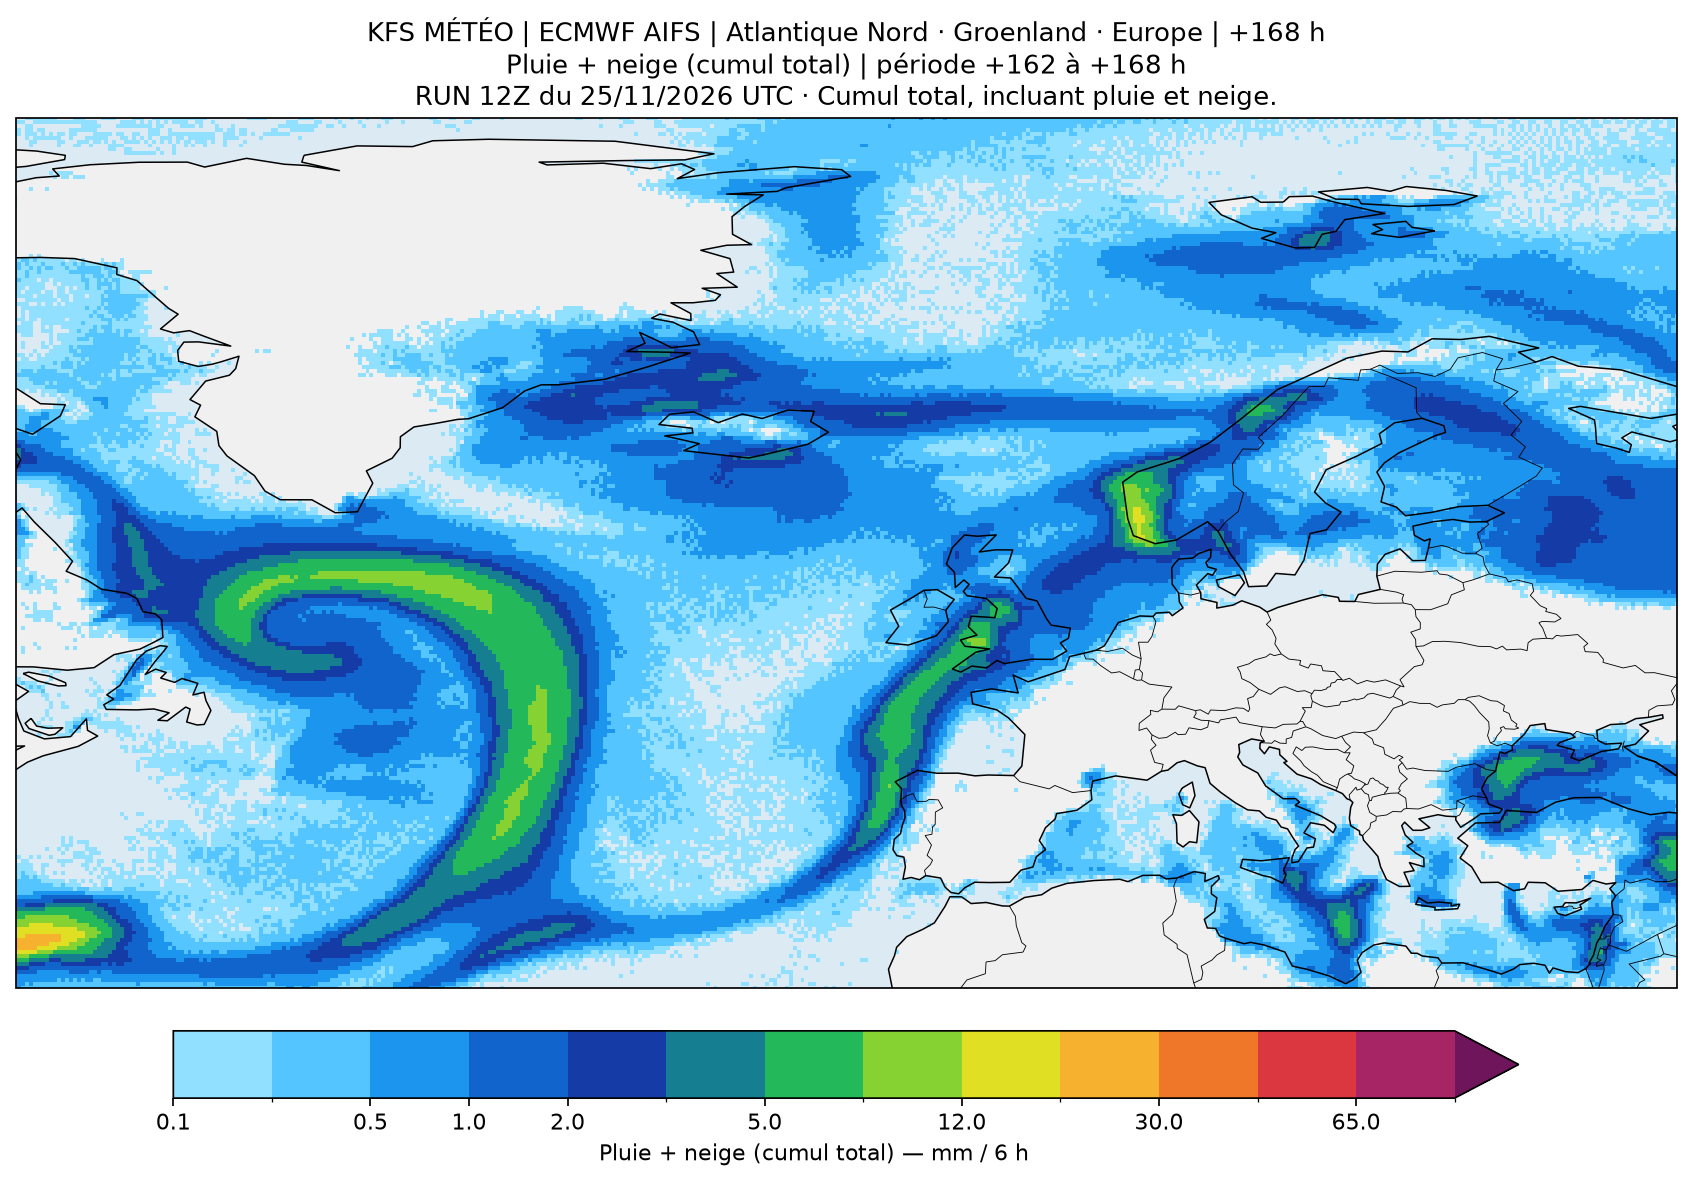 KFS MÉTÉO | ECMWF AIFS | Atlantique Nord · Groenland · Europe | +168 h
Pluie + neige (cumul total) | période +162 à +168 h
RUN 12Z du 25/11/2026 UTC · Cumul total, incluant pluie et neige.
0.1 0.5 1.0 2.0 5.0 12.0 30.0 65.0
Pluie + neige (cumul total) — mm / 6 h